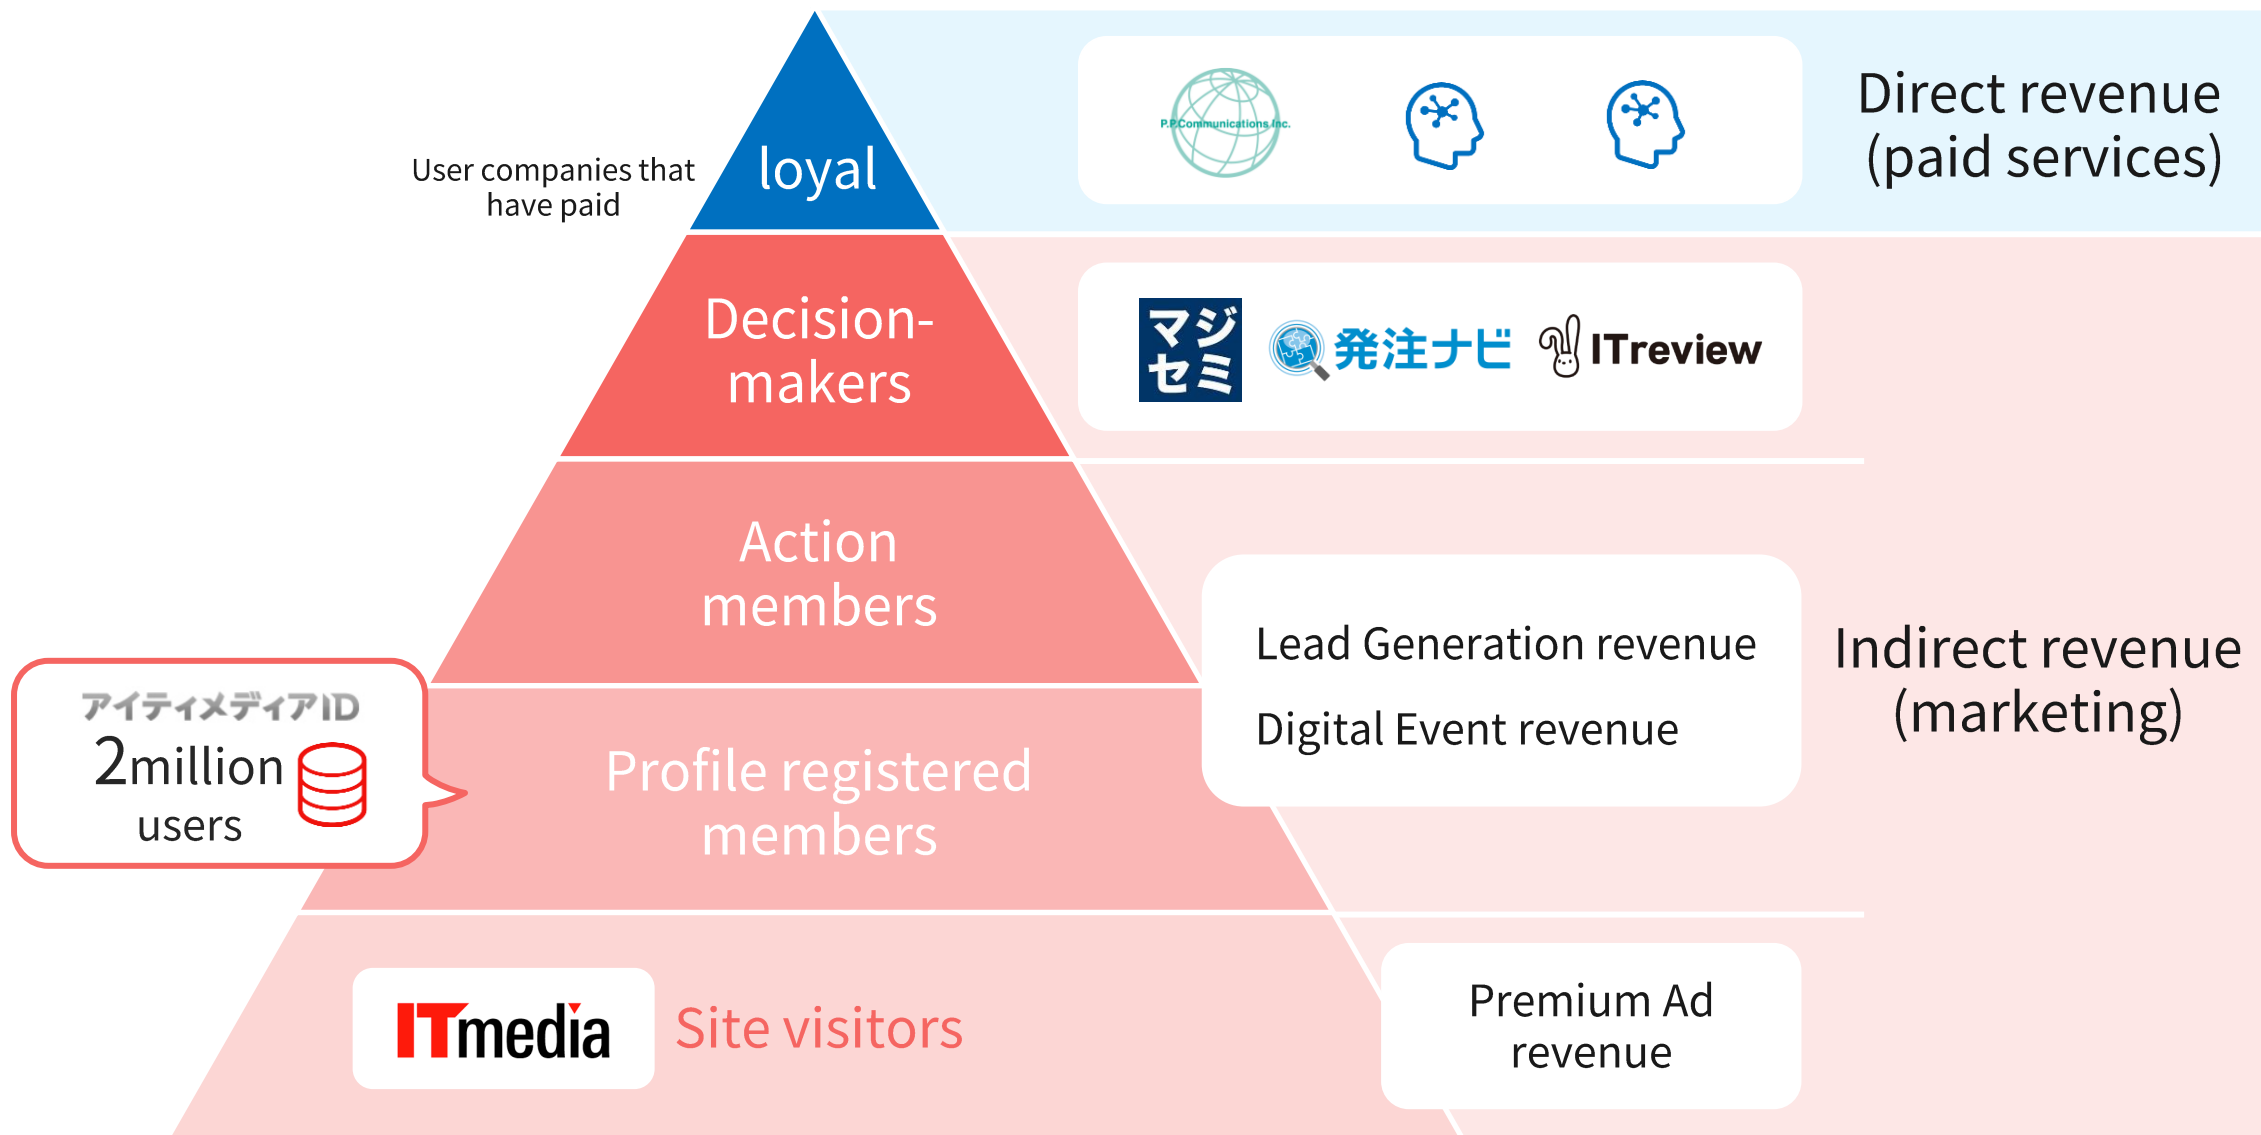 P.P.Communications Inc.
Direct revenue
(paid services)
loyal
User companies that
have paid
Decision-
makers
マジ
セミ
発注ナビ
ITreview
Action
members
Lead Generation revenue
Digital Event revenue
Indirect revenue
(marketing)
アイティメディアID
2million
users
Profile registered
members
ITmedia
Site visitors
Premium Ad
revenue